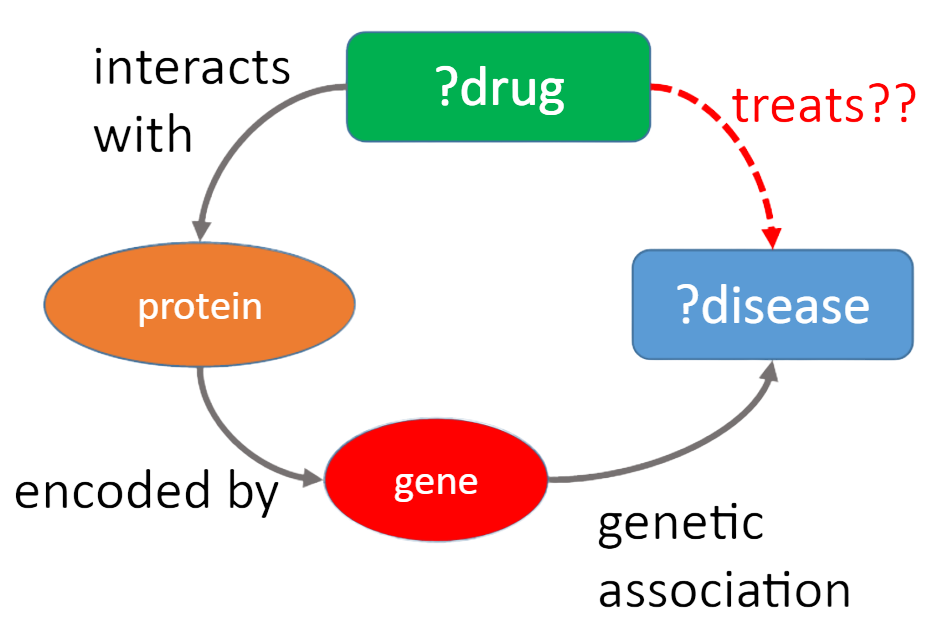 interacts
with
?drug
treats??
protein
?disease
encoded by
gene
genetic
association